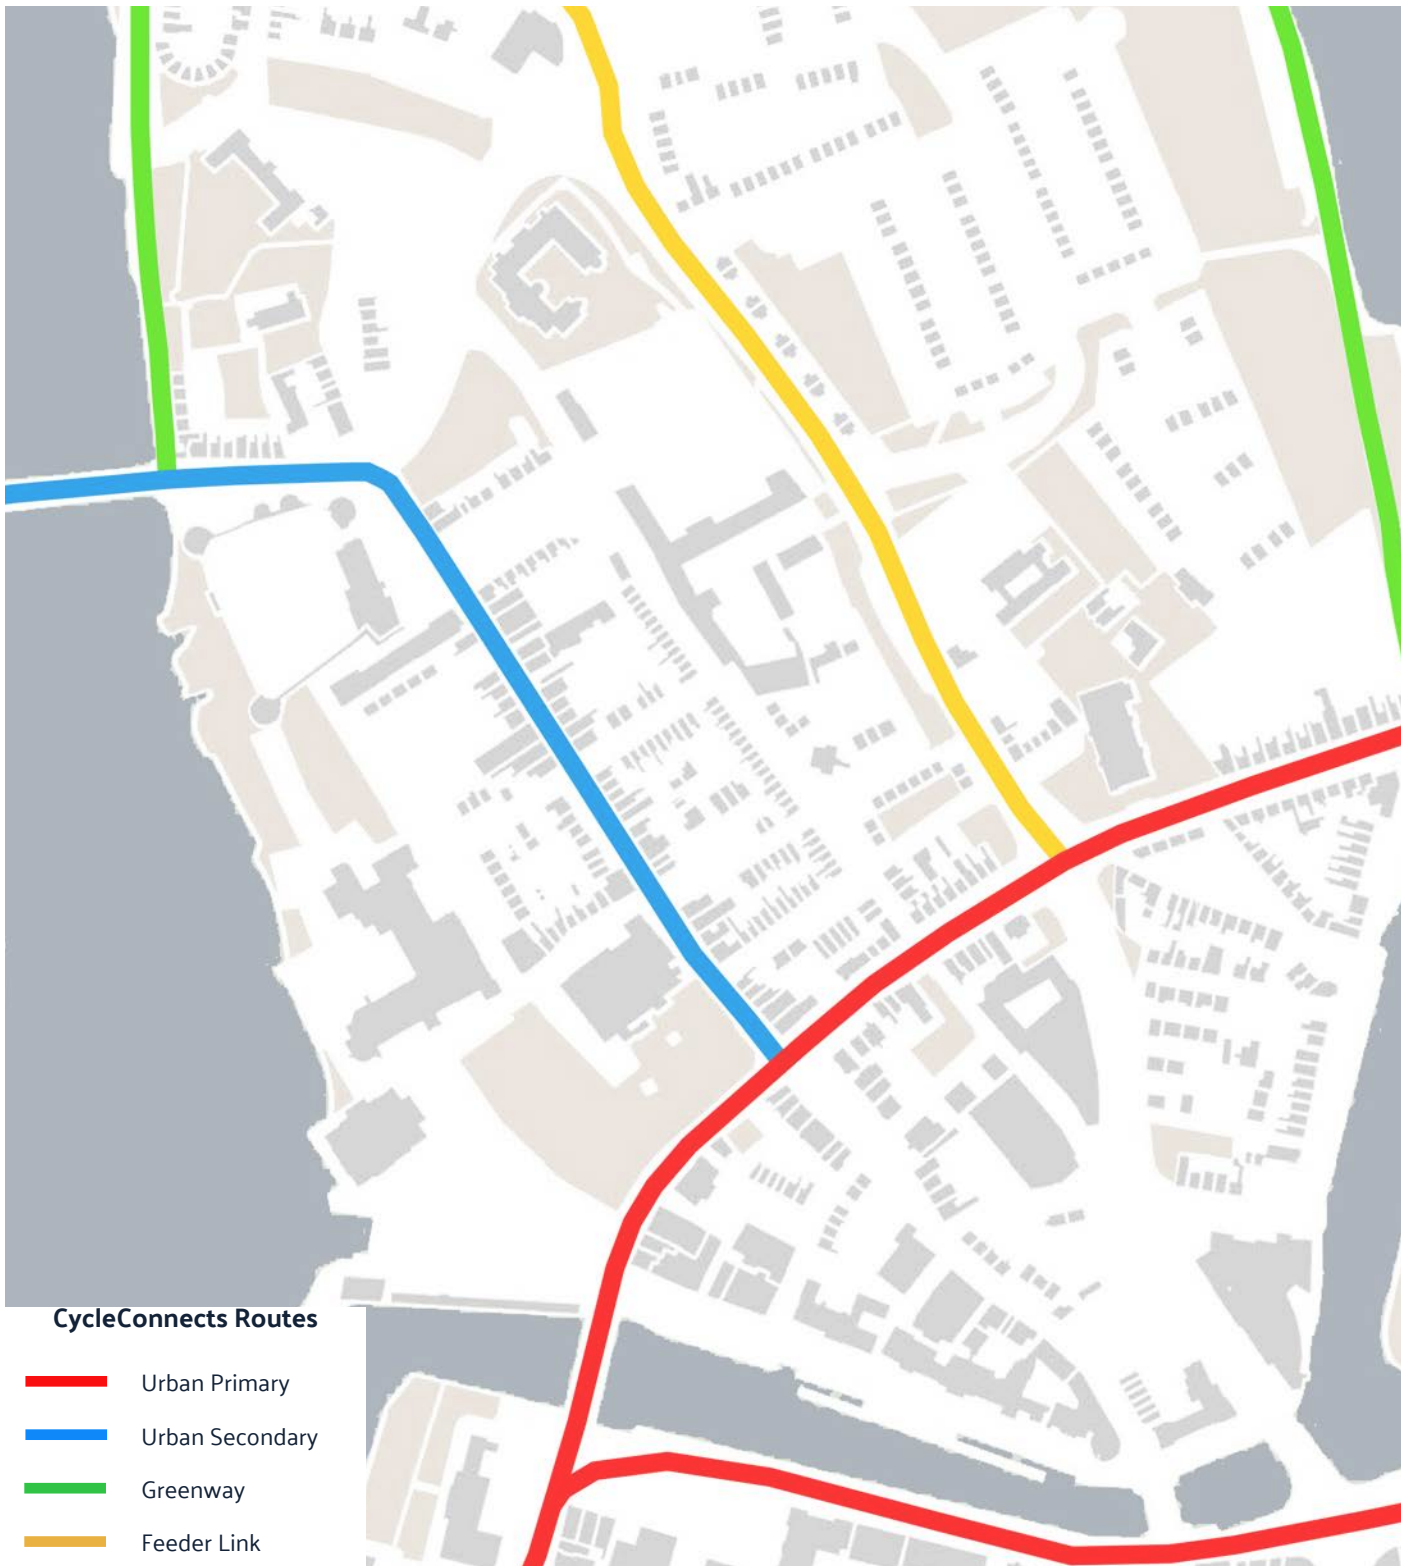 CycleConnects Routes
Urban Primary
Urban Secondary
Greenway
Feeder Link